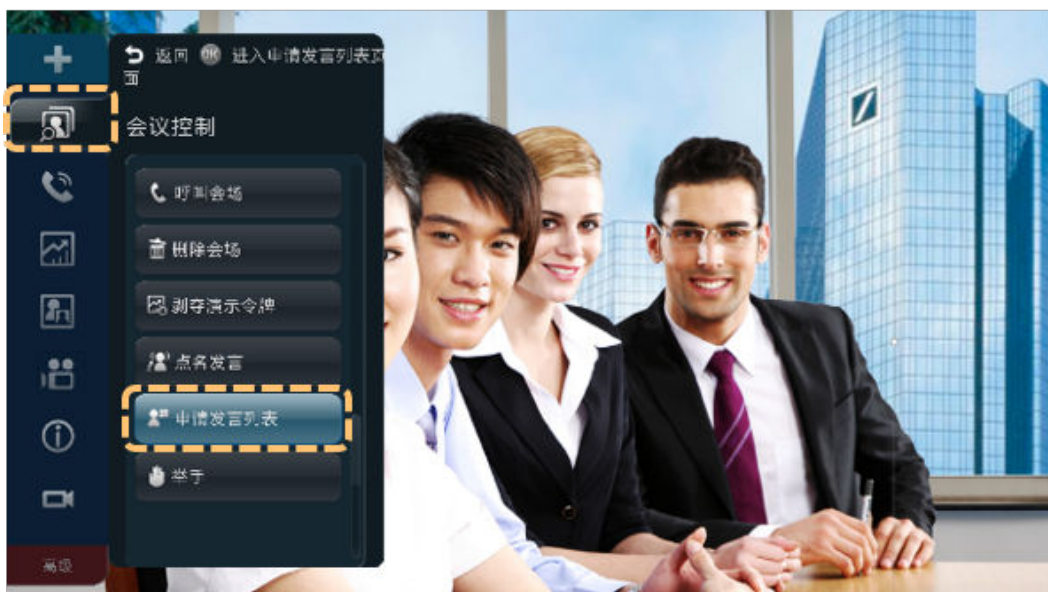 返回 OK 进入申请发言列表页
面
会议控制
呼叫会场
删除会场
剥夺演示令牌
点名发言
申请发言列表
举手
高级